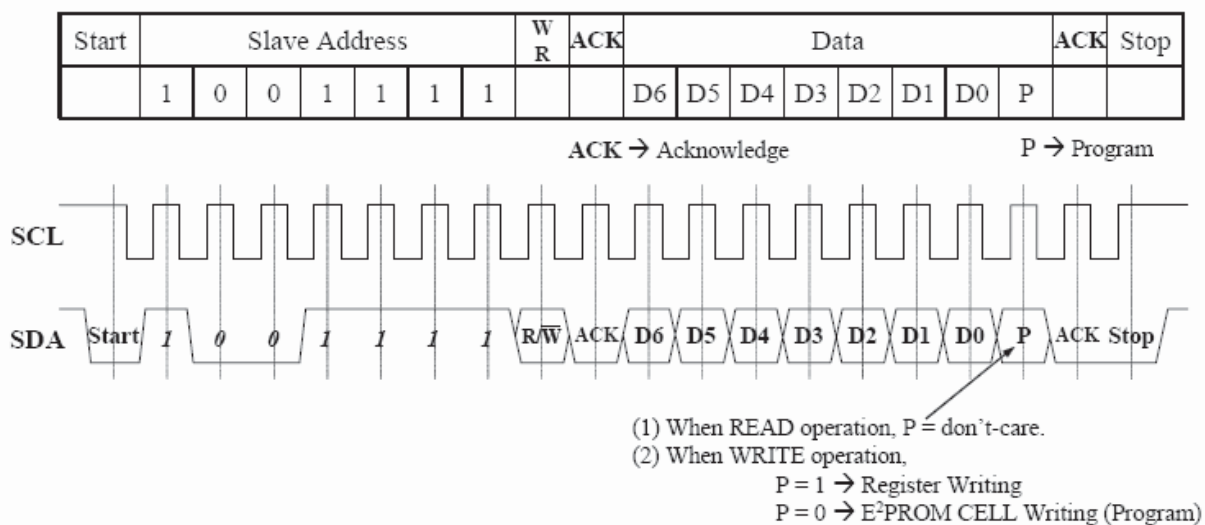 Start Slave Address W R ACK Data ACK Stop
1 0 0 1 1 1 1 D6 D5 D4 D3 D2 D1 D0 P
ACK → Acknowledge P → Program
SCL
SDA Start 1 0 0 1 1 1 1 R/W̅ ACK D6 D5 D4 D3 D2 D1 D0 P ACK Stop
(1) When READ operation, P = don't-care.
(2) When WRITE operation,
P = 1 → Register Writing
P = 0 → E²PROM CELL Writing (Program)